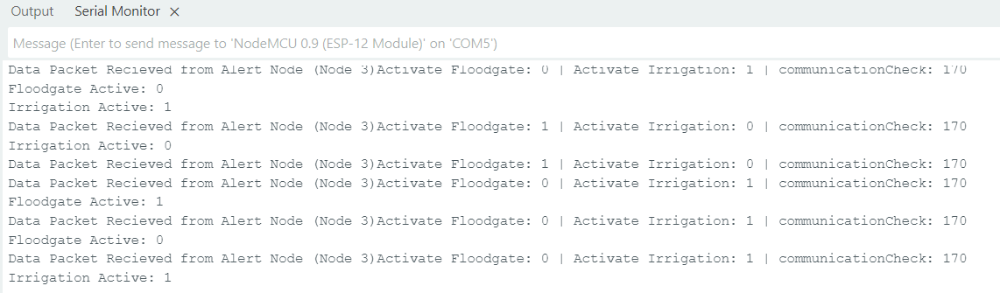 Output Serial Monitor ×
Message (Enter to send message to 'NodeMCU 0.9 (ESP-12 Module)' on 'COM5')
Data Packet Recieved from Alert Node (Node 3)Activate Floodgate: 0 | Activate Irrigation: 1 | communicationCheck: 170
Floodgate Active: 0
Irrigation Active: 1
Data Packet Recieved from Alert Node (Node 3)Activate Floodgate: 1 | Activate Irrigation: 0 | communicationCheck: 170
Irrigation Active: 0
Data Packet Recieved from Alert Node (Node 3)Activate Floodgate: 1 | Activate Irrigation: 0 | communicationCheck: 170
Data Packet Recieved from Alert Node (Node 3)Activate Floodgate: 0 | Activate Irrigation: 1 | communicationCheck: 170
Floodgate Active: 1
Data Packet Recieved from Alert Node (Node 3)Activate Floodgate: 0 | Activate Irrigation: 1 | communicationCheck: 170
Floodgate Active: 0
Data Packet Recieved from Alert Node (Node 3)Activate Floodgate: 0 | Activate Irrigation: 1 | communicationCheck: 170
Irrigation Active: 1